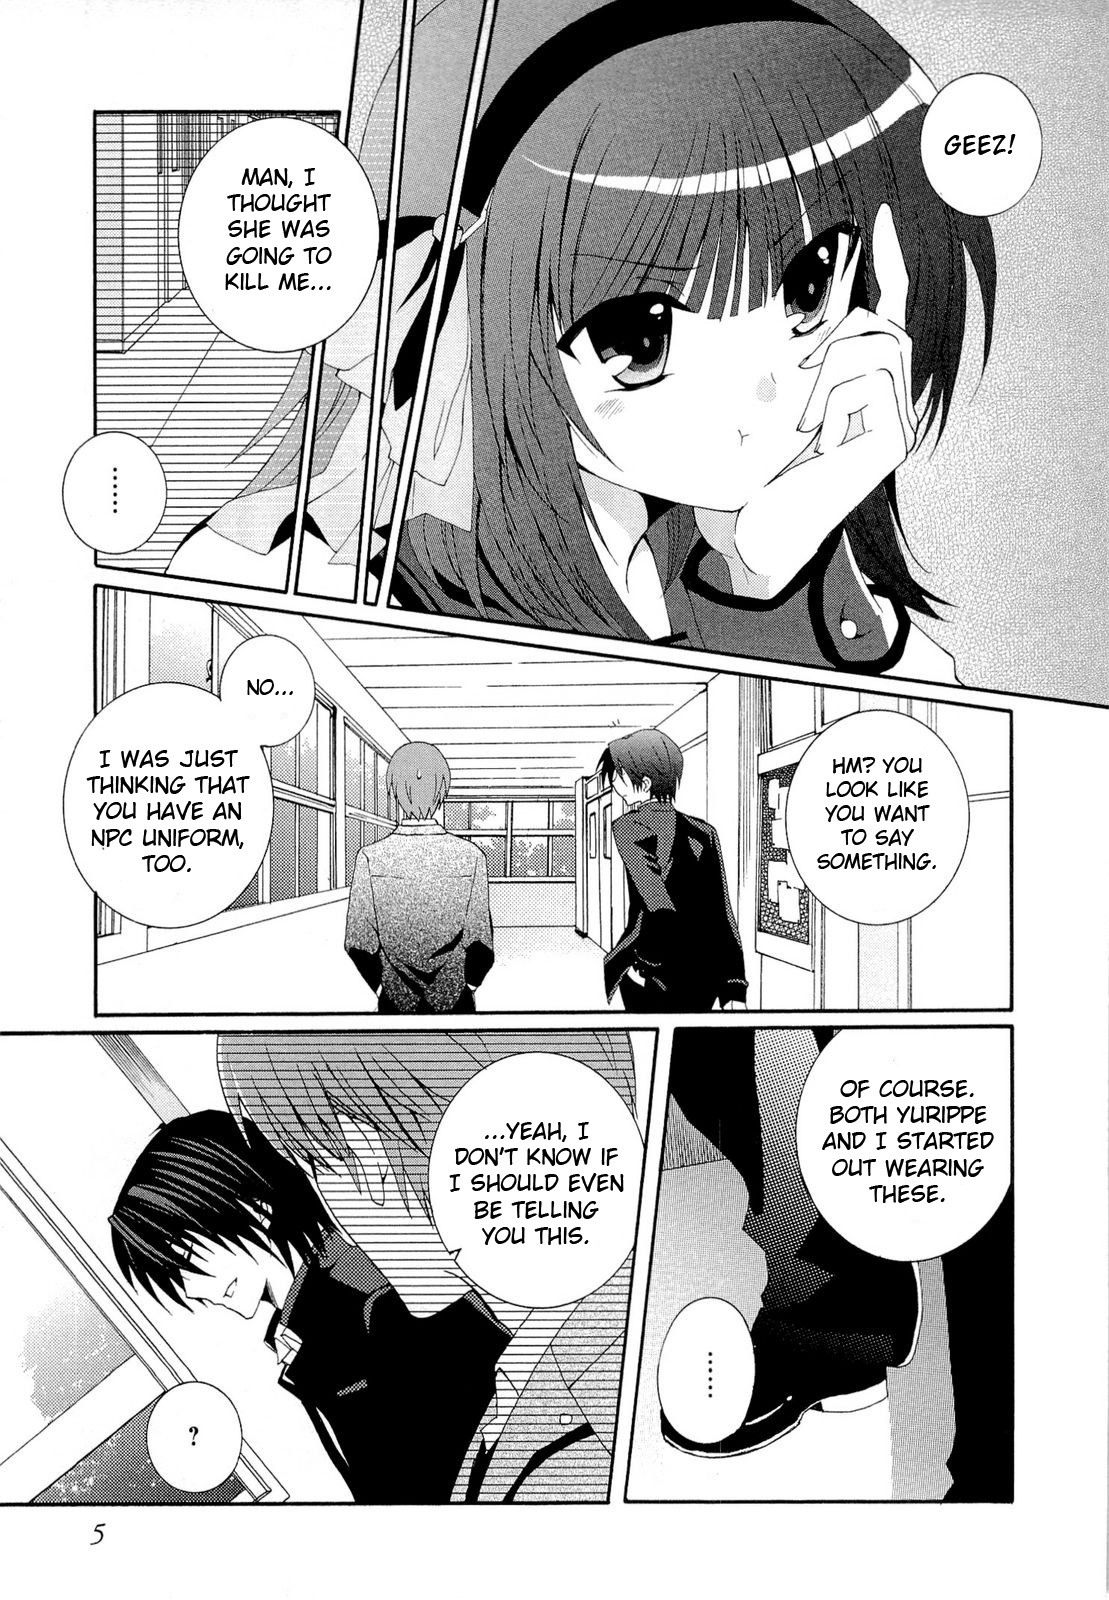 GEEZ!
MAN, I
THOUGHT
SHE WAS
GOING TO
KILL ME...
......
HM? YOU
LOOK LIKE
YOU WANT
TO SAY
SOMETHING.
NO...
I WAS JUST
THINKING THAT
YOU HAVE AN
NPC UNIFORM,
TOO.
OF COURSE.
BOTH YURIPPE
AND I STARTED
OUT WEARING
THESE.
......
...YEAH, I
DON'T KNOW IF
I SHOULD EVEN
BE TELLING
YOU THIS.
?
5